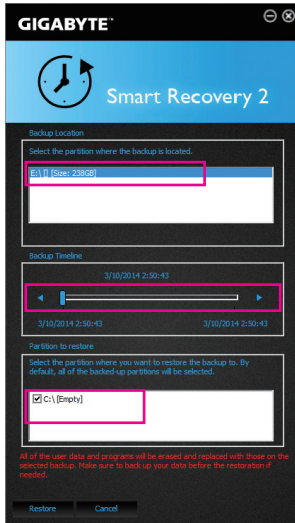 GIGABYTE™
Smart Recovery 2
Backup Location
Select the partition where the backup is located.
E:\ [] [Size: 238GB]
Backup Timeline
3/10/2014 2:50:43
3/10/2014 2:50:43 3/10/2014 2:50:43
Partition to restore
Select the partition where you want to restore the backup to. By
default, all of the backed-up partitions will be selected.
C:\ [Empty]
All of the user data and programs will be erased and replaced with those on the
selected backup. Make sure to back up your data before the restoration if
needed.
Restore Cancel